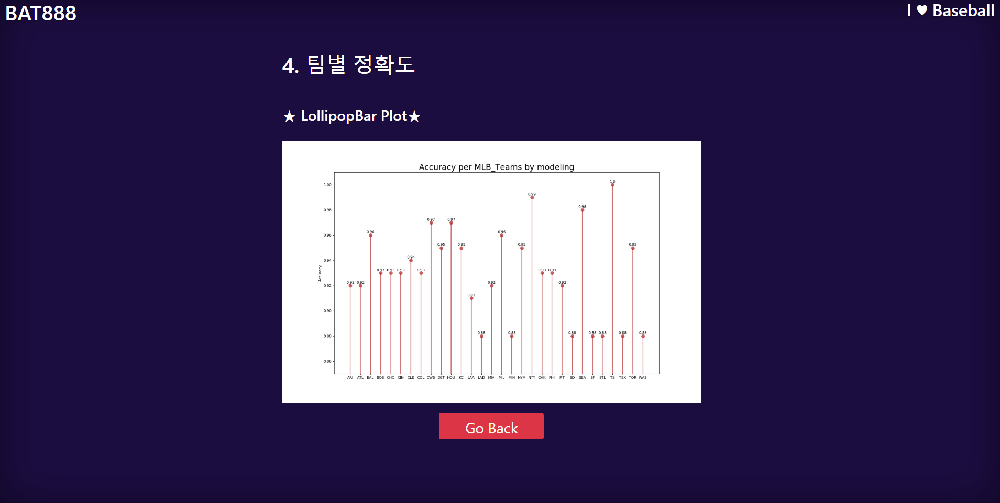 BAT888
I ♥ Baseball
4. 팀별 정확도
★ LollipopBar Plot★
Accuracy per MLB_Teams by modeling
1.00
0.98
0.96
0.94
0.92
0.90
0.88
0.86
Accuracy
0.92 0.92 0.96 0.93 0.93 0.93 0.94 0.93 0.97 0.95 0.97 0.95 0.91 0.88 0.92 0.96 0.88 0.95 0.99 0.93 0.93 0.92 0.88 0.98 0.88 0.88 1.0 0.88 0.95 0.88
ARI ATL BAL BOS CHC CIN CLE COL CWS DET HOU KC LAA LAD MIA MIL MIN NYM NYY OAK PHI PIT SD SEA SF STL TB TEX TOR WAS
Go Back